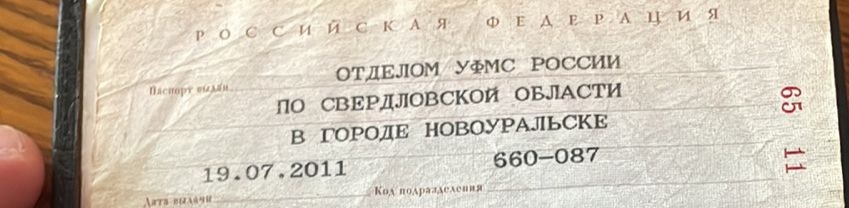 РОССИЙСКАЯ ФЕДЕРАЦИЯ
Паспорт выдан ОТДЕЛОМ УФМС РОССИИ
ПО СВЕРДЛОВСКОЙ ОБЛАСТИ
В ГОРОДЕ НОВОУРАЛЬСКЕ
19.07.2011 660-087
Дата выдачи Код подразделения
65 11